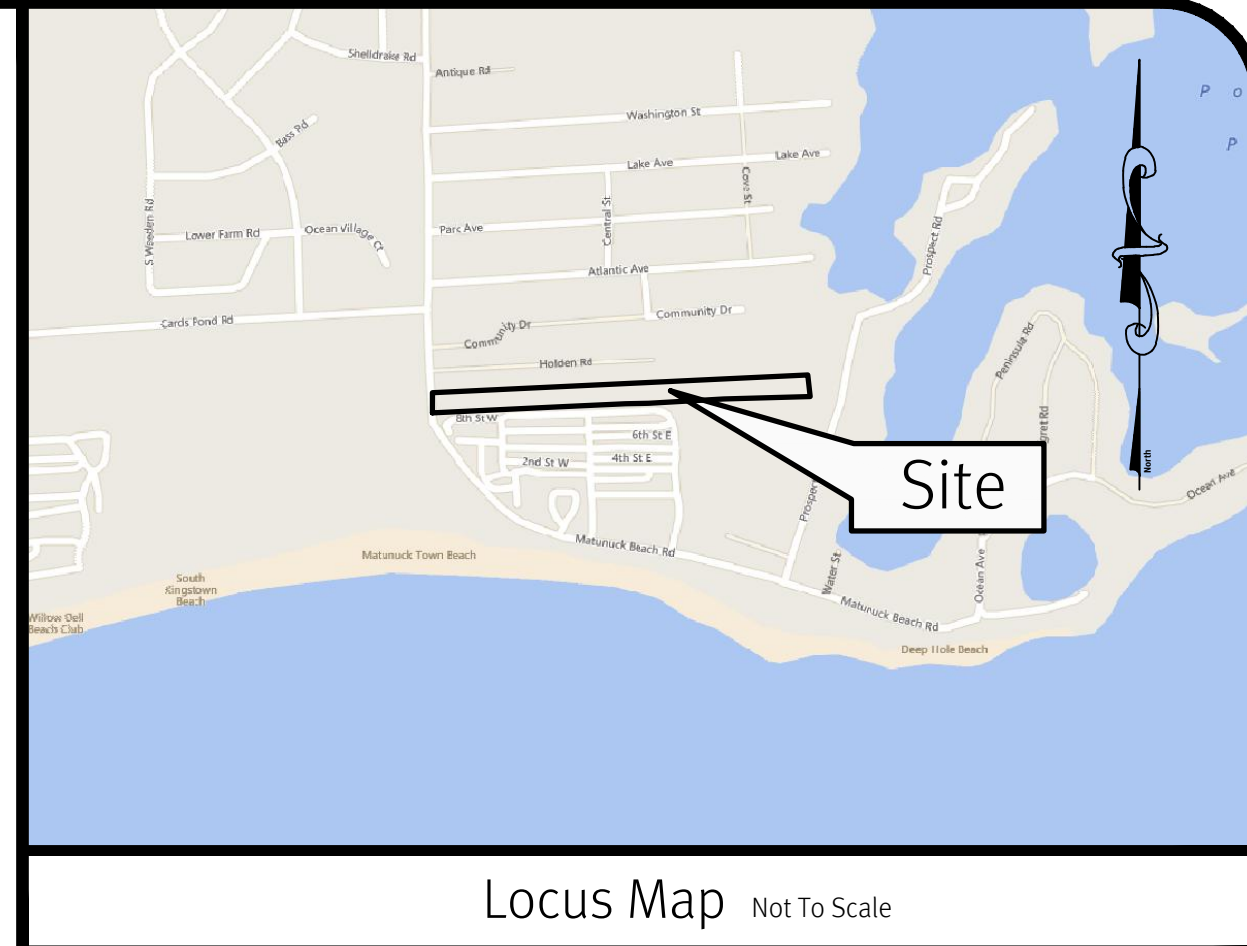 Shelldrake Rd
Antique Rd
P o
Washington St
Bass Rd
P
Lake Ave
Lake Ave
Cove St
S Weeden Rd
Central St
Parc Ave
Lower Farm Rd
Ocean Village Ct
Prospect Rd
Atlantic Ave
Cards Pond Rd
Community Dr
Community Dr
Peninsula Rd
Holden Rd
8th St W
6th St E
gret Rd
2nd St W
4th St E
Site
North
Ocean Ave
Prospec
Matunuck Beach Rd
Matunuck Town Beach
Water St
Ocean Ave
South
Kingstown
Beach
Matunuck Beach Rd
Willow Dell
Beach Club
Deep Hole Beach
Locus Map Not To Scale